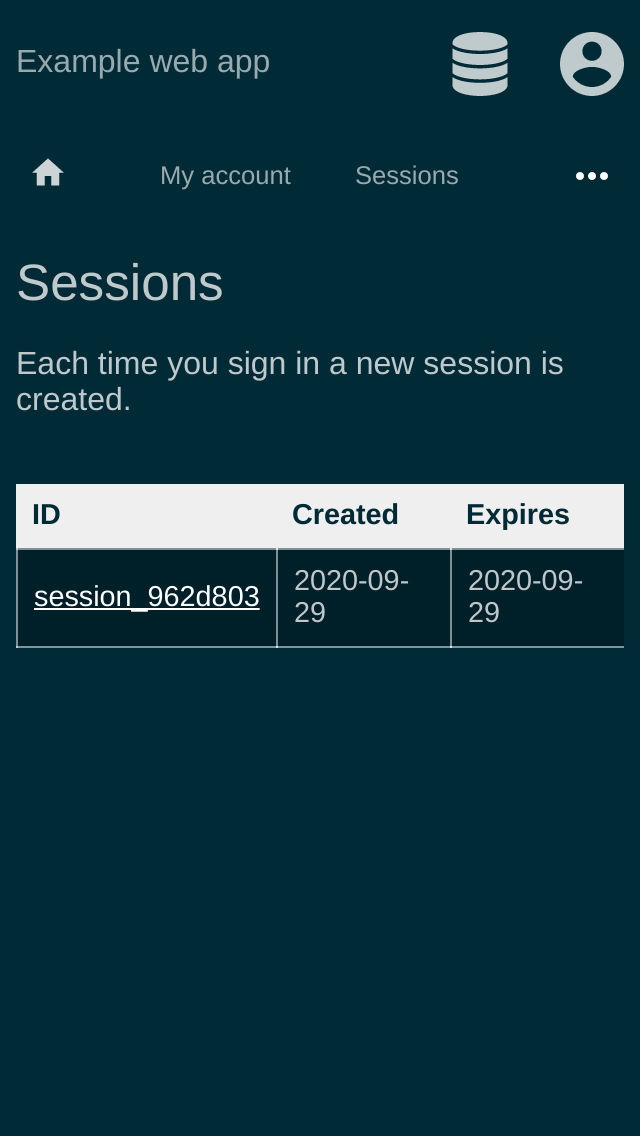 Example web app
My account Sessions
Sessions
Each time you sign in a new session is
created.
ID Created Expires
session_962d803 2020-09-29 2020-09-29